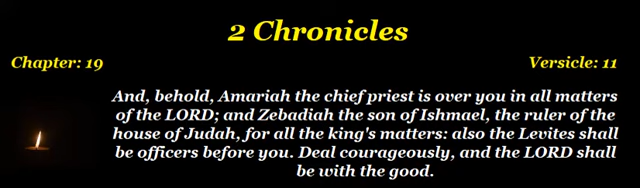 2 Chronicles
Chapter: 19 Versicle: 11
And, behold, Amariah the chief priest is over you in all matters
of the LORD; and Zebadiah the son of Ishmael, the ruler of the
house of Judah, for all the king's matters: also the Levites shall
be officers before you. Deal courageously, and the LORD shall
be with the good.